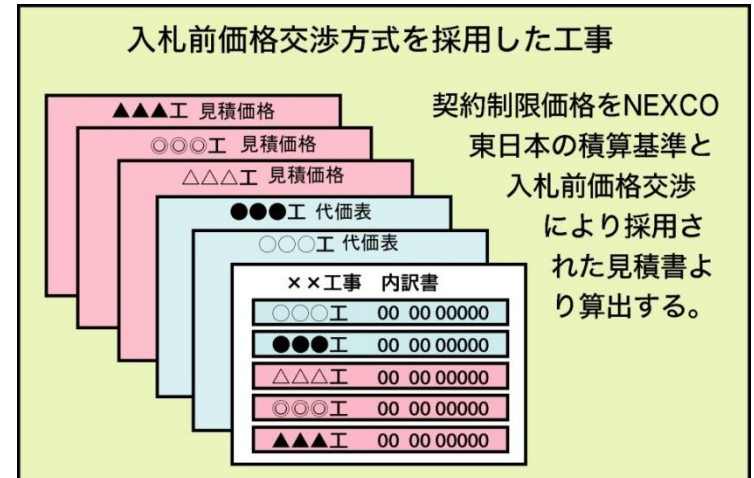 入札前価格交渉方式を採用した工事
▲▲▲工 見積価格
◎◎◎工 見積価格
△△△工 見積価格
●●●工 代価表
○○○工 代価表
××工事 内訳書
○○○工 00 00 00000
●●●工 00 00 00000
△△△工 00 00 00000
◎◎◎工 00 00 00000
▲▲▲工 00 00 00000
契約制限価格をNEXCO
東日本の積算基準と
入札前価格交渉
により採用さ
れた見積書よ
り算出する。